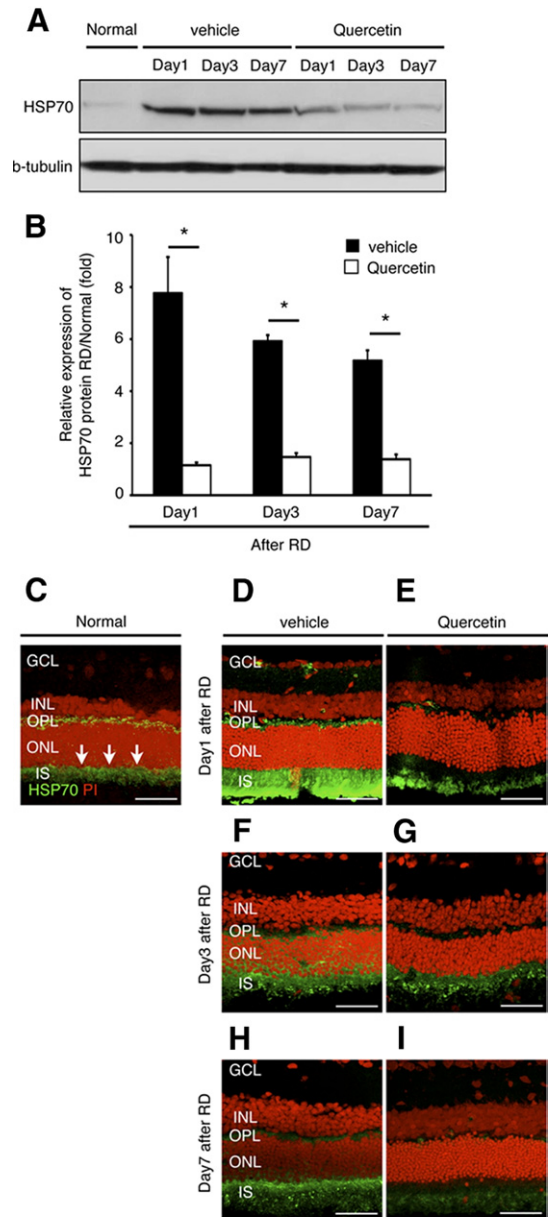 A
Normal vehicle Quercetin
Day1 Day3 Day7 Day1 Day3 Day7
HSP70
b-tubulin
B
Relative expression of
HSP70 protein RD/Normal (fold)
10
8
6
4
2
0
* * *
vehicle
Quercetin
Day1 Day3 Day7
After RD
C D E
Normal vehicle Quercetin
GCL
INL
OPL
ONL
IS
HSP70 PI
Day1 after RD
GCL
INL
OPL
ONL
IS
F G
Day3 after RD
GCL
INL
OPL
ONL
IS
H I
Day7 after RD
GCL
INL
OPL
ONL
IS